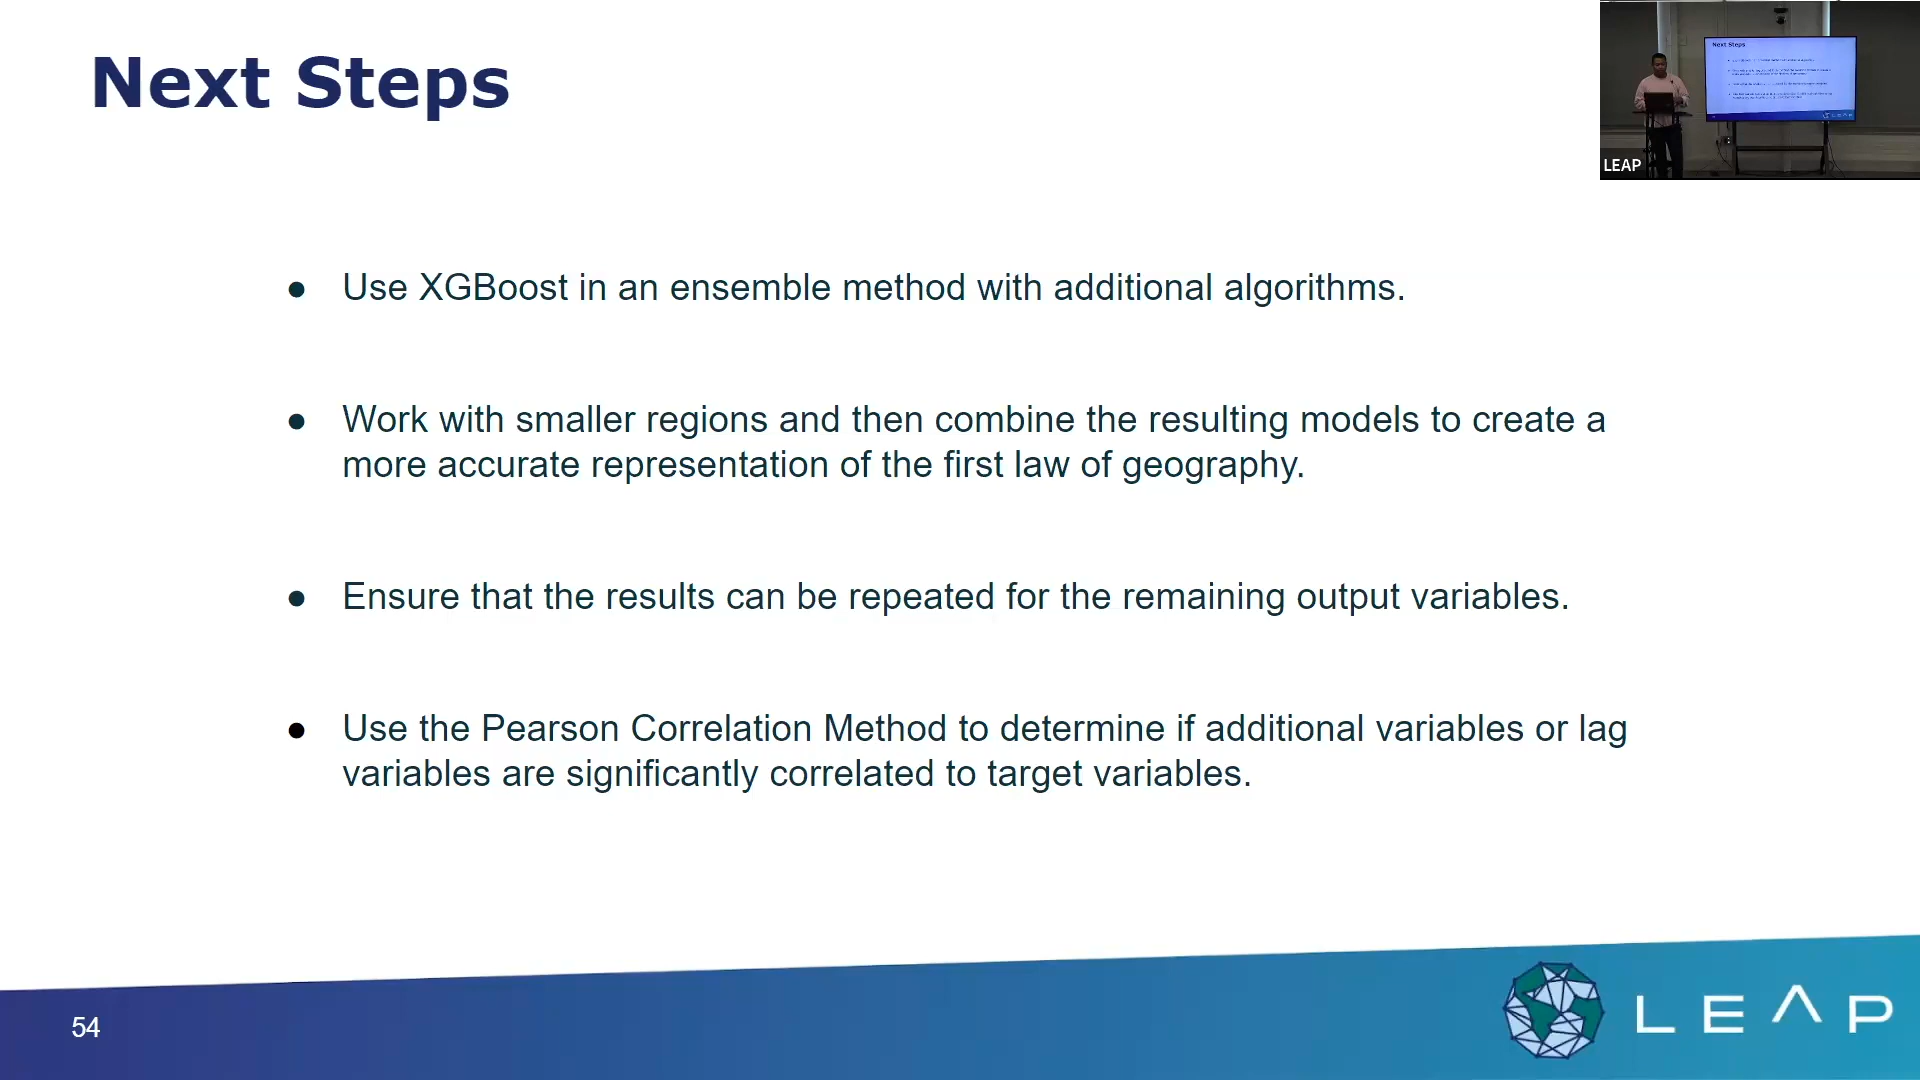 Next Steps
Next Steps
LEAP
● Use XGBoost in an ensemble method with additional algorithms.
● Work with smaller regions and then combine the resulting models to create a
more accurate representation of the first law of geography.
● Ensure that the results can be repeated for the remaining output variables.
● Use the Pearson Correlation Method to determine if additional variables or lag
variables are significantly correlated to target variables.
54
LEAP